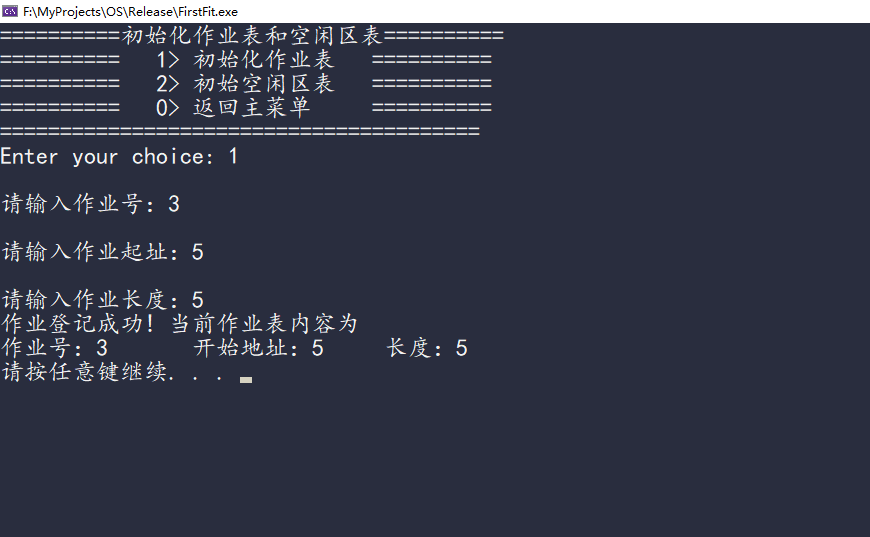 F:\MyProjects\OS\Release\FirstFit.exe
==========初始化作业表和空闲区表==========
==========   1> 初始化作业表   ==========
==========   2> 初始空闲区表   ==========
==========   0> 返回主菜单     ==========
========================================
Enter your choice: 1
请输入作业号：3
请输入作业起址：5
请输入作业长度：5
作业登记成功！当前作业表内容为
作业号：3       开始地址：5     长度：5
请按任意键继续. . .